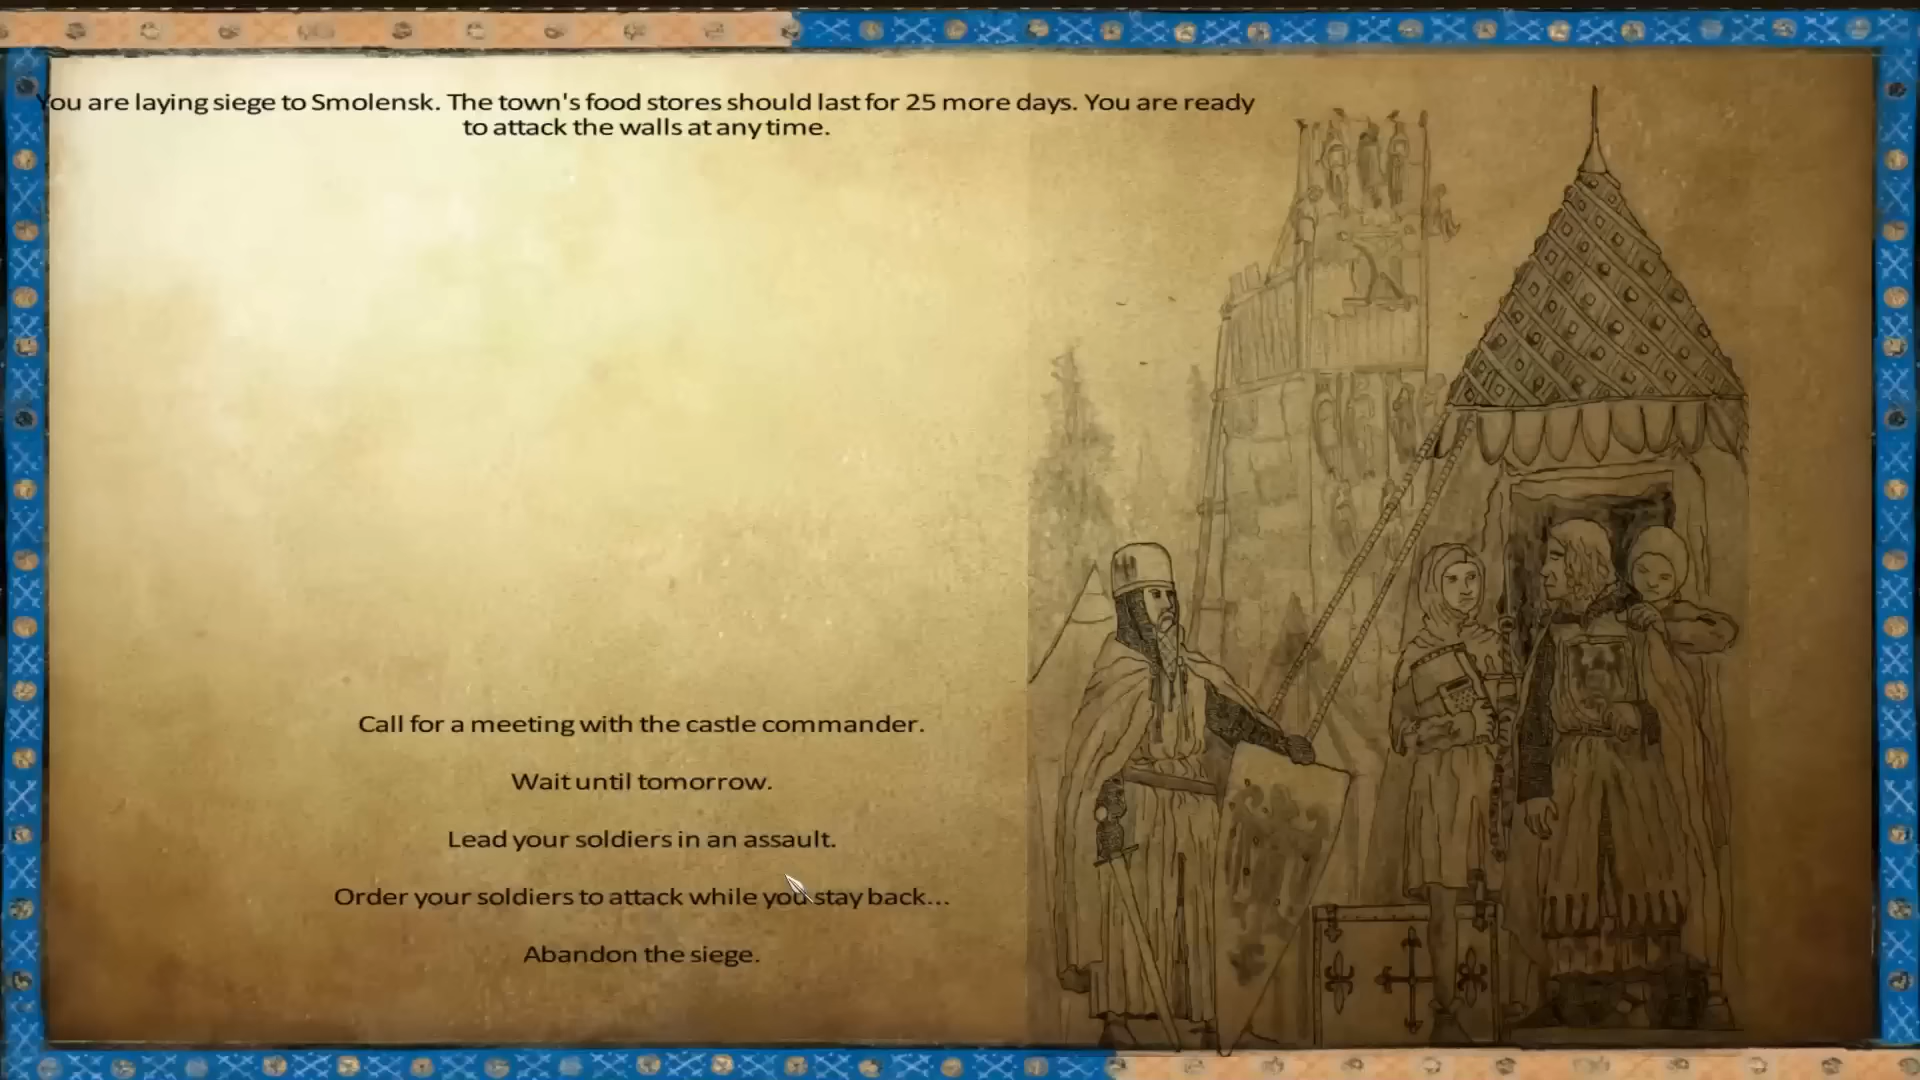 You are laying siege to Smolensk. The town's food stores should last for 25 more days. You are ready
to attack the walls at any time.
Call for a meeting with the castle commander.
Wait until tomorrow.
Lead your soldiers in an assault.
Order your soldiers to attack while you stay back...
Abandon the siege.